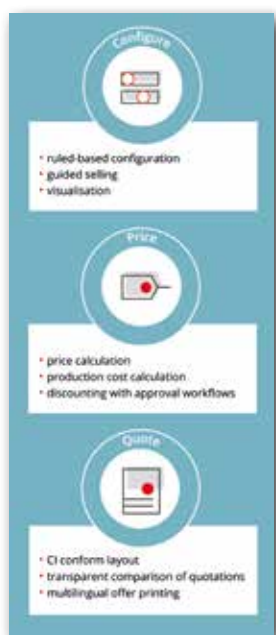 Configure
ruled-based configuration
guided selling
visualisation
Price
price calculation
production cost calculation
discounting with approval workflows
Quote
CI conform layout
transparent comparison of quotations
multilingual offer printing